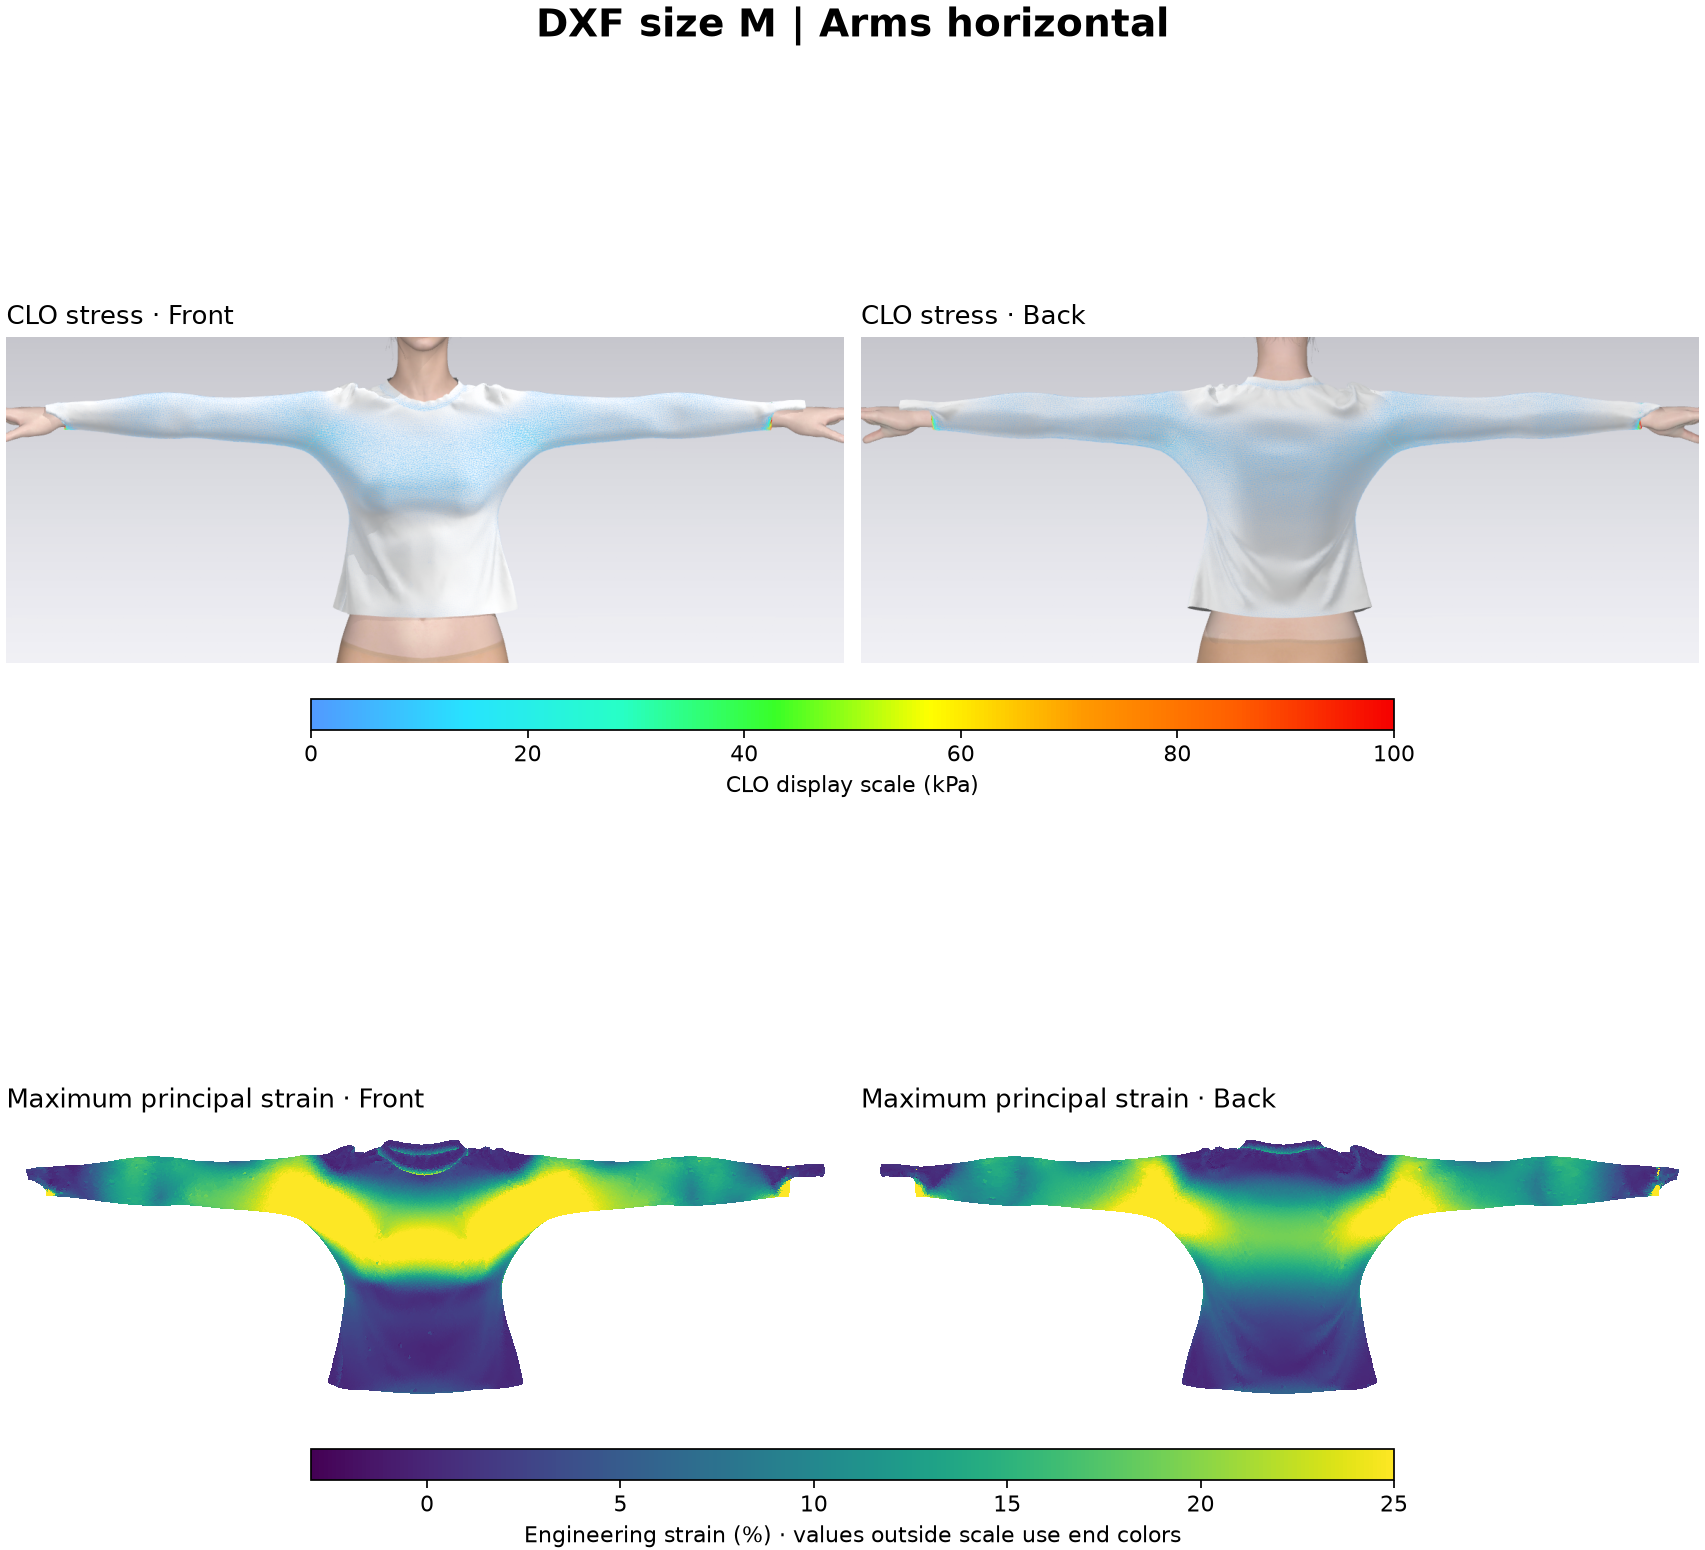 DXF size M | Arms horizontal
CLO stress · Front
CLO stress · Back
0 20 40 60 80 100
CLO display scale (kPa)
Maximum principal strain · Front
Maximum principal strain · Back
0 5 10 15 20 25
Engineering strain (%) · values outside scale use end colors